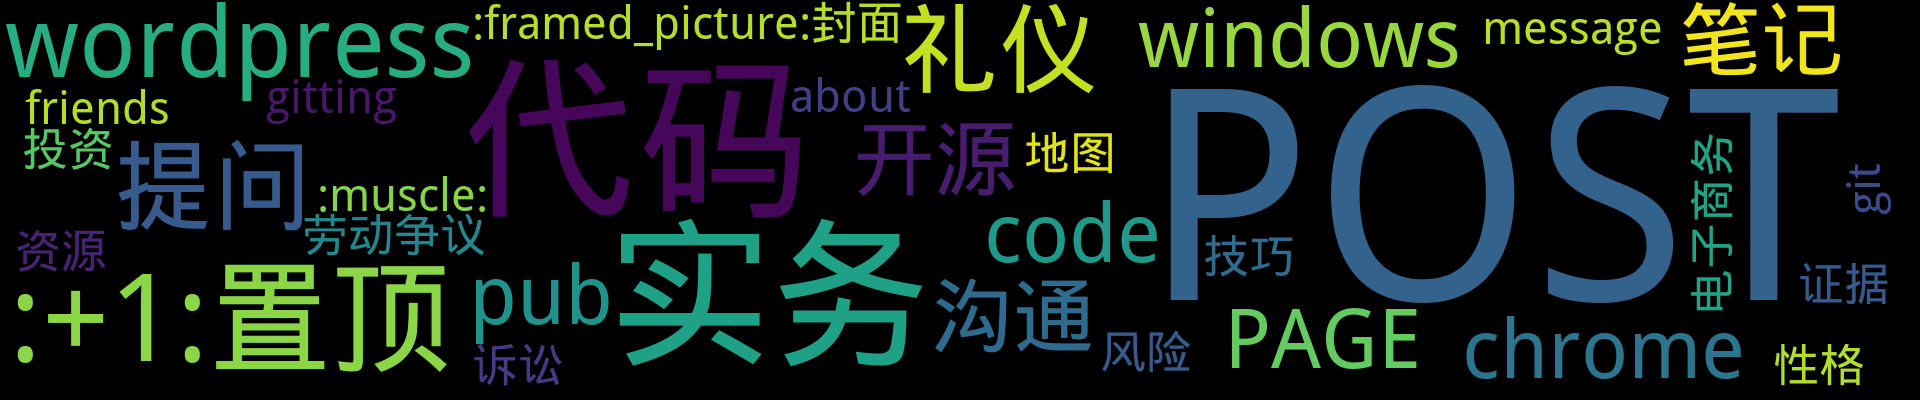 wordpress
:framed_picture:封面
礼仪
windows
message
笔记
friends
gitting
代码
about
开源
地图
POST
电子商务
git
投资
提问
:muscle:
劳动争议
资源
:+1:置顶
pub
实务
沟通
code
技巧
证据
诉讼
风险
PAGE
chrome
性格